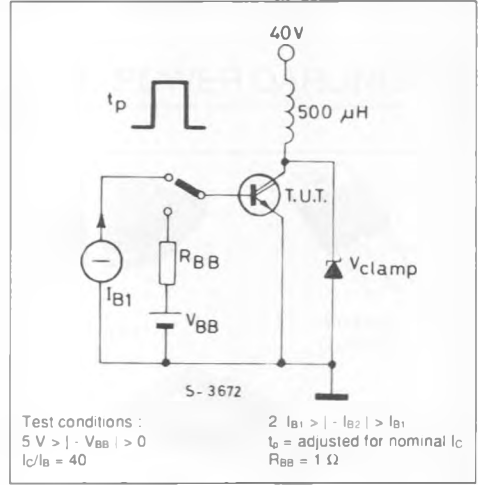 40V
tp
500 µH
T.U.T.
RBB
Vclamp
IB1
VBB
S-3672
Test conditions :
5 V > | - VBB | > 0
IC/IB = 40
2 IB1 > | - IB2 | > IB1
tp = adjusted for nominal IC
RBB = 1 Ω